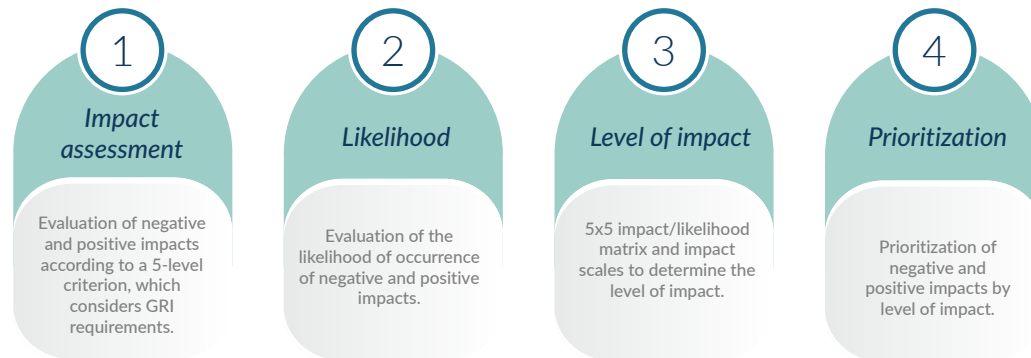 1
Impact
assessment
Evaluation of negative
and positive impacts
according to a 5-level
criterion, which
considers GRI
requirements.
2
Likelihood
Evaluation of the
likelihood of occurrence
of negative and positive
impacts.
3
Level of impact
5x5 impact/likelihood
matrix and impact
scales to determine the
level of impact.
4
Prioritization
Prioritization of
negative and
positive impacts by
level of impact.